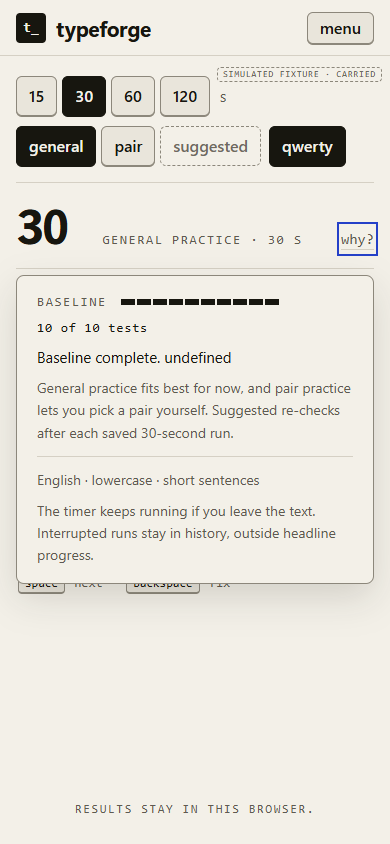 t_ typeforge menu
SIMULATED FIXTURE · CARRIED
15 30 60 120 S
general pair suggested qwerty
30 GENERAL PRACTICE · 30 S why?
BASELINE
10 of 10 tests
Baseline complete. undefined
General practice fits best for now, and pair practice
lets you pick a pair yourself. Suggested re-checks
after each saved 30-second run.
English · lowercase · short sentences
The timer keeps running if you leave the text.
Interrupted runs stay in history, outside headline
progress.
space next backspace fix
RESULTS STAY IN THIS BROWSER.